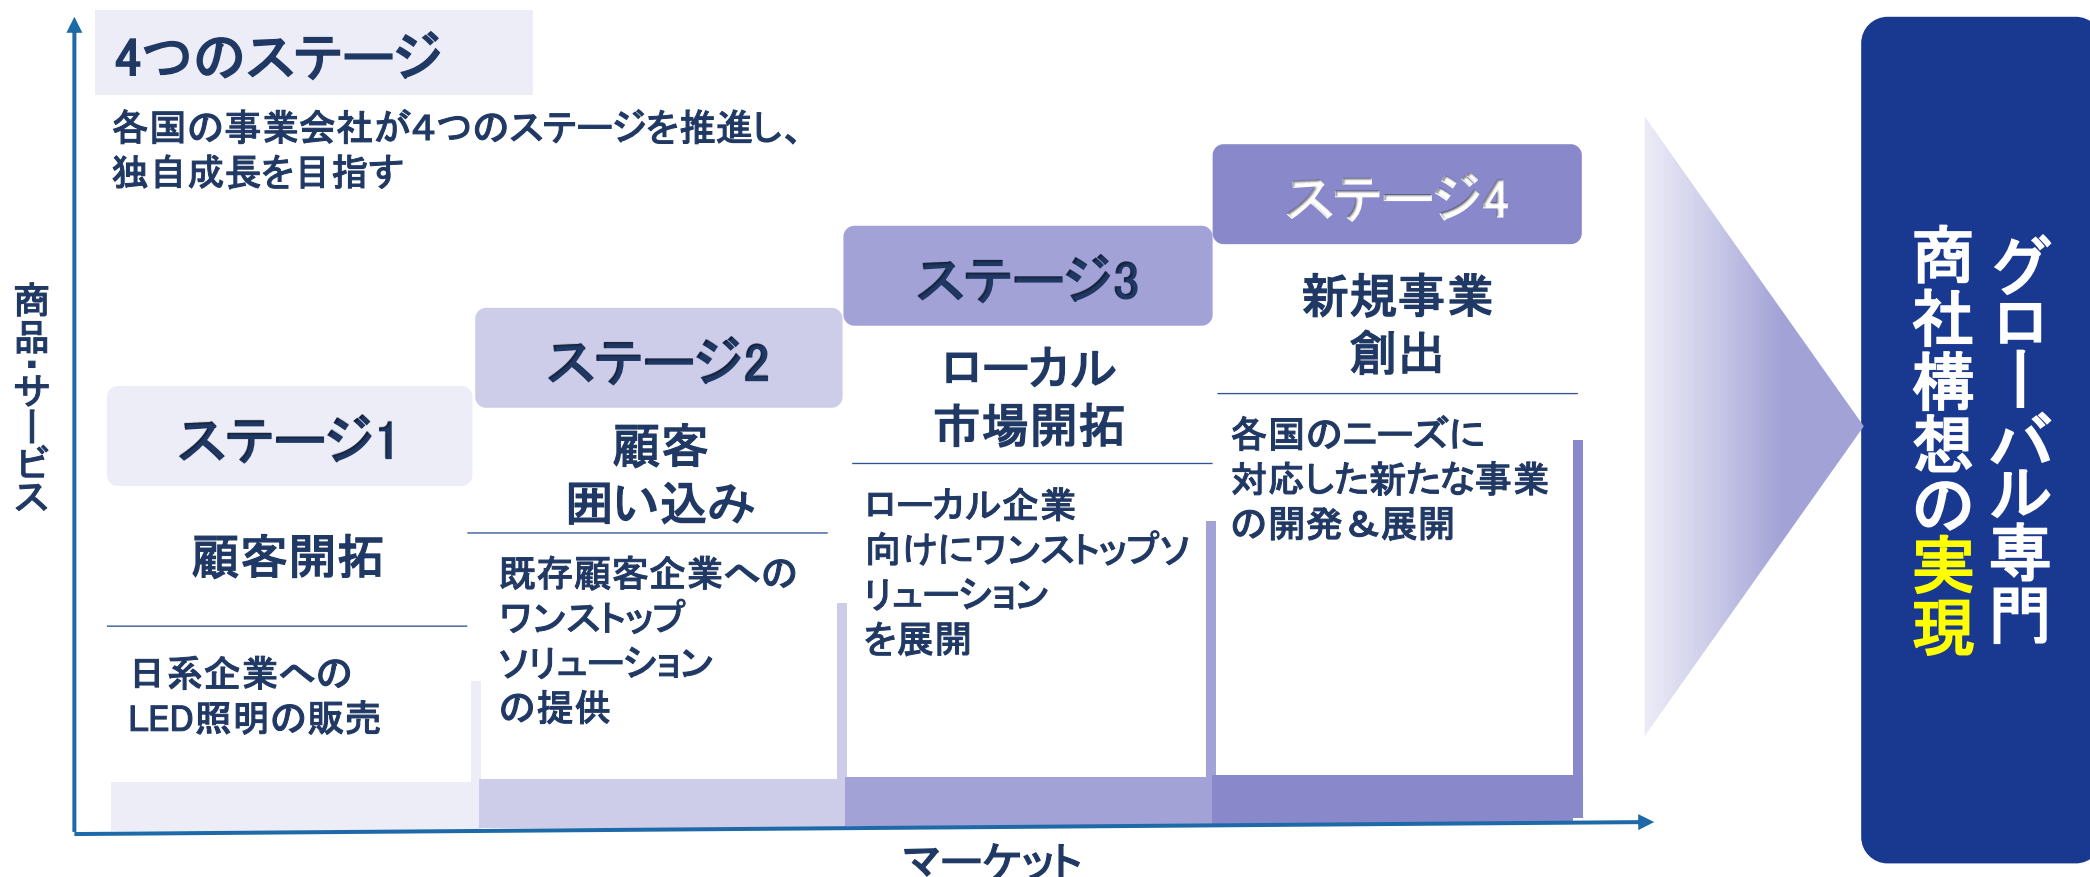 4つのステージ
各国の事業会社が4つのステージを推進し、
独自成長を目指す
商品・サービス
ステージ1
顧客開拓
日系企業への
LED照明の販売
ステージ2
顧客
囲い込み
既存顧客企業への
ワンストップ
ソリューション
の提供
ステージ3
ローカル
市場開拓
ローカル企業
向けにワンストップソ
リューション
を展開
ステージ4
新規事業
創出
各国のニーズに
対応した新たな事業
の開発＆展開
マーケット
グローバル専門
商社構想の実現